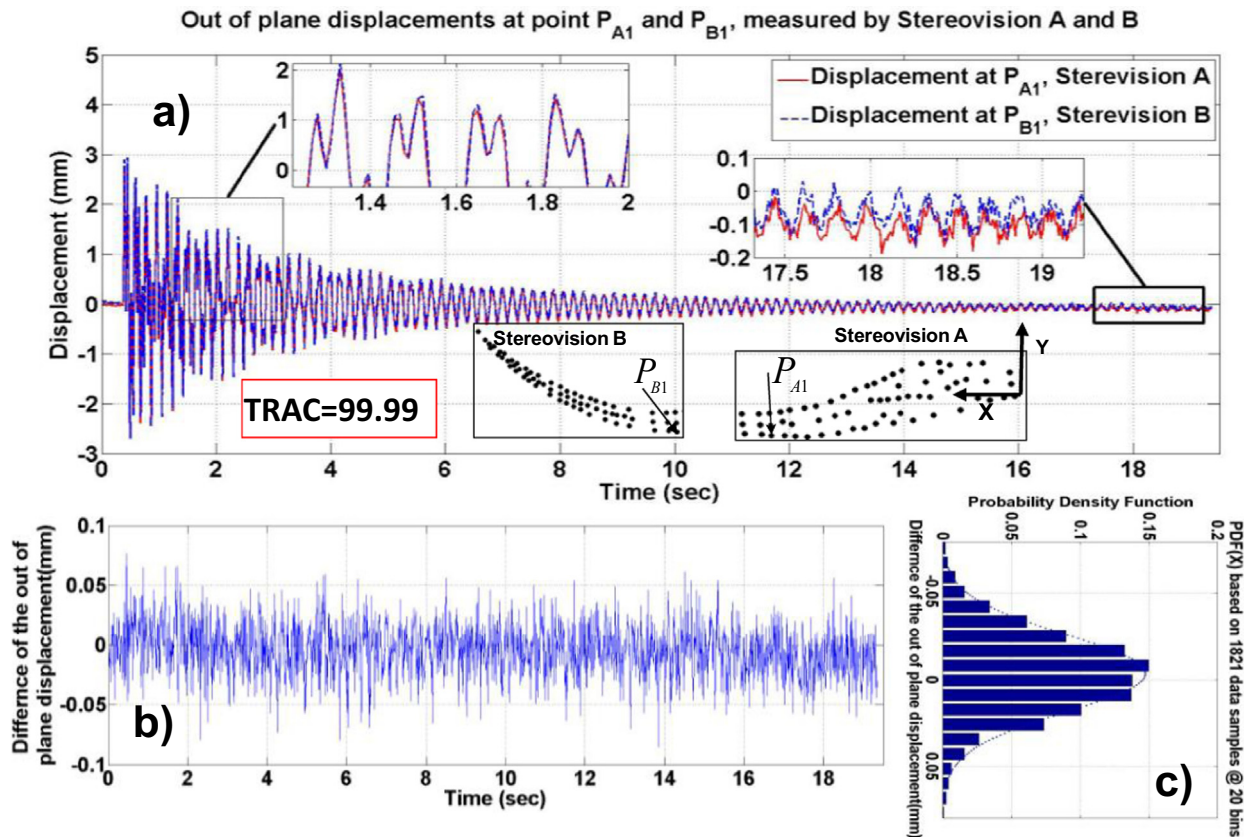 Out of plane displacements at point P_A1 and P_B1, measured by Stereovision A and B
a)
Displacement (mm)
5
4
3
2
1
0
-1
-2
-3
0 2 4 6 8 10 12 14 16 18
Time (sec)
2
1
0
1.4 1.6 1.8 2
Displacement at P_A1, Sterevision A
Displacement at P_B1, Sterevision B
0.1
0
-0.1
-0.2
17.5 18 18.5 19
TRAC=99.99
Stereovision B
P_B1
Stereovision A
P_A1
Y
X
b)
Differnce of the out of
plane displacement(mm)
0.1
0.05
0
-0.05
-0.1
0 2 4 6 8 10 12 14 16 18
Time (sec)
c)
Probability Density Function
0 0.05 0.1 0.15 0.2
Differnce of the out of plane displacement(mm)
-0.05
0
0.05
PDF(X) based on 1821 data samples @ 20 bins